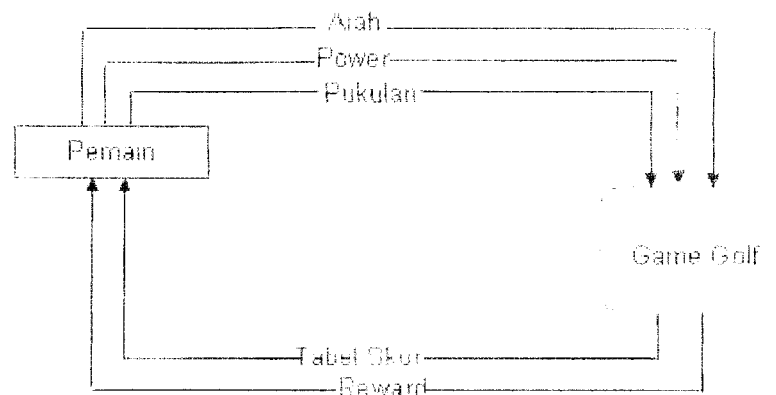 Arah
Power
Pukulan
Pemain
Game Golf
Tabel Skor
Reward